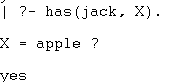 | ?- has(jack, X).
X = apple ?
yes